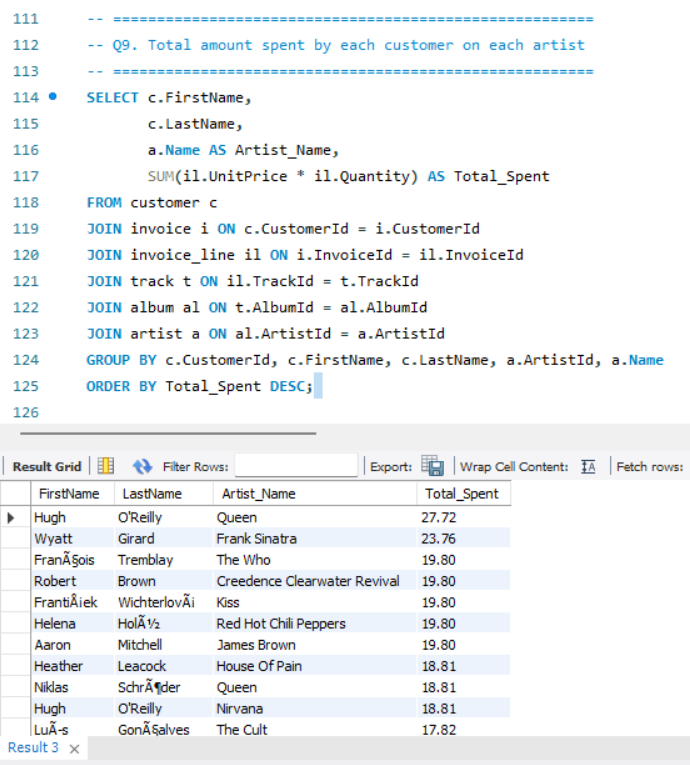 111 -- =======================================================
112 -- Q9. Total amount spent by each customer on each artist
113 -- =======================================================
114 SELECT c.FirstName,
115 c.LastName,
116 a.Name AS Artist_Name,
117 SUM(il.UnitPrice * il.Quantity) AS Total_Spent
118 FROM customer c
119 JOIN invoice i ON c.CustomerId = i.CustomerId
120 JOIN invoice_line il ON i.InvoiceId = il.InvoiceId
121 JOIN track t ON il.TrackId = t.TrackId
122 JOIN album al ON t.AlbumId = al.AlbumId
123 JOIN artist a ON al.ArtistId = a.ArtistId
124 GROUP BY c.CustomerId, c.FirstName, c.LastName, a.ArtistId, a.Name
125 ORDER BY Total_Spent DESC;
126
Result Grid Filter Rows: Export: Wrap Cell Content: Fetch rows:
FirstName LastName Artist_Name Total_Spent
Hugh O'Reilly Queen 27.72
Wyatt Girard Frank Sinatra 23.76
FranÃ§ois Tremblay The Who 19.80
Robert Brown Creedence Clearwater Revival 19.80
FrantiÅ¡ek WichterlovÃ¡ Kiss 19.80
Helena HolÃ½ Red Hot Chili Peppers 19.80
Aaron Mitchell James Brown 19.80
Heather Leacock House Of Pain 18.81
Niklas SchrÃ¶der Queen 18.81
Hugh O'Reilly Nirvana 18.81
LuÃ-s GonÃ§alves The Cult 17.82
Result 3